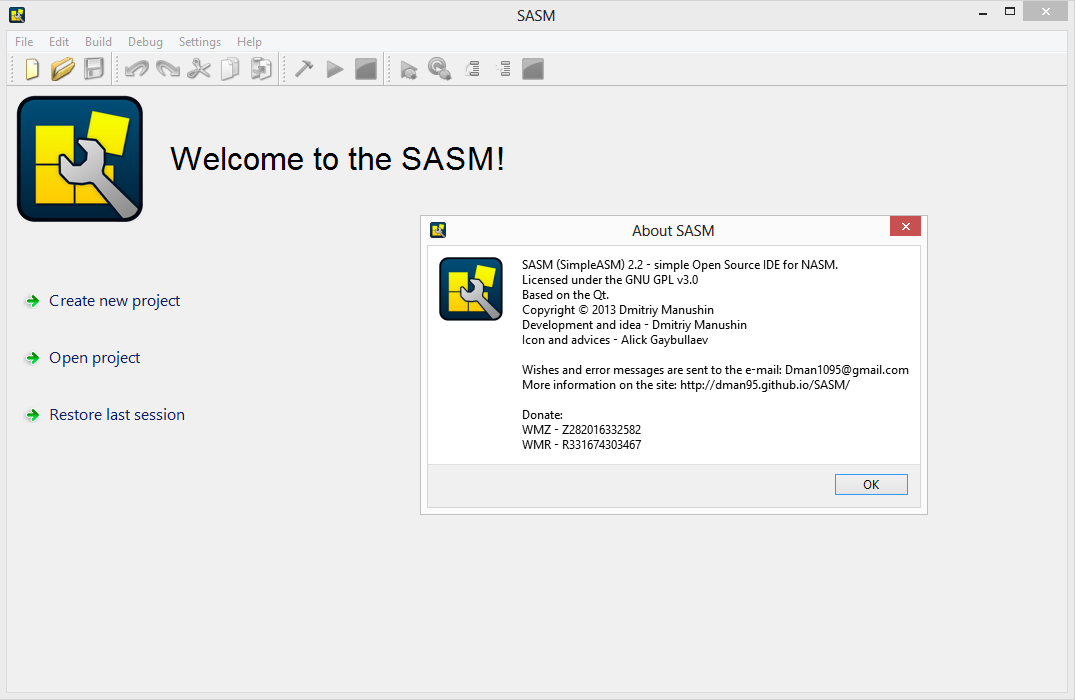 SASM
File Edit Build Debug Settings Help
Welcome to the SASM!
Create new project
Open project
Restore last session
About SASM
SASM (SimpleASM) 2.2 - simple Open Source IDE for NASM.
Licensed under the GNU GPL v3.0
Based on the Qt.
Copyright © 2013 Dmitriy Manushin
Development and idea - Dmitriy Manushin
Icon and advices - Alick Gaybullaev
Wishes and error messages are sent to the e-mail: Dman1095@gmail.com
More information on the site: http://dman95.github.io/SASM/
Donate:
WMZ - Z282016332582
WMR - R331674303467
OK